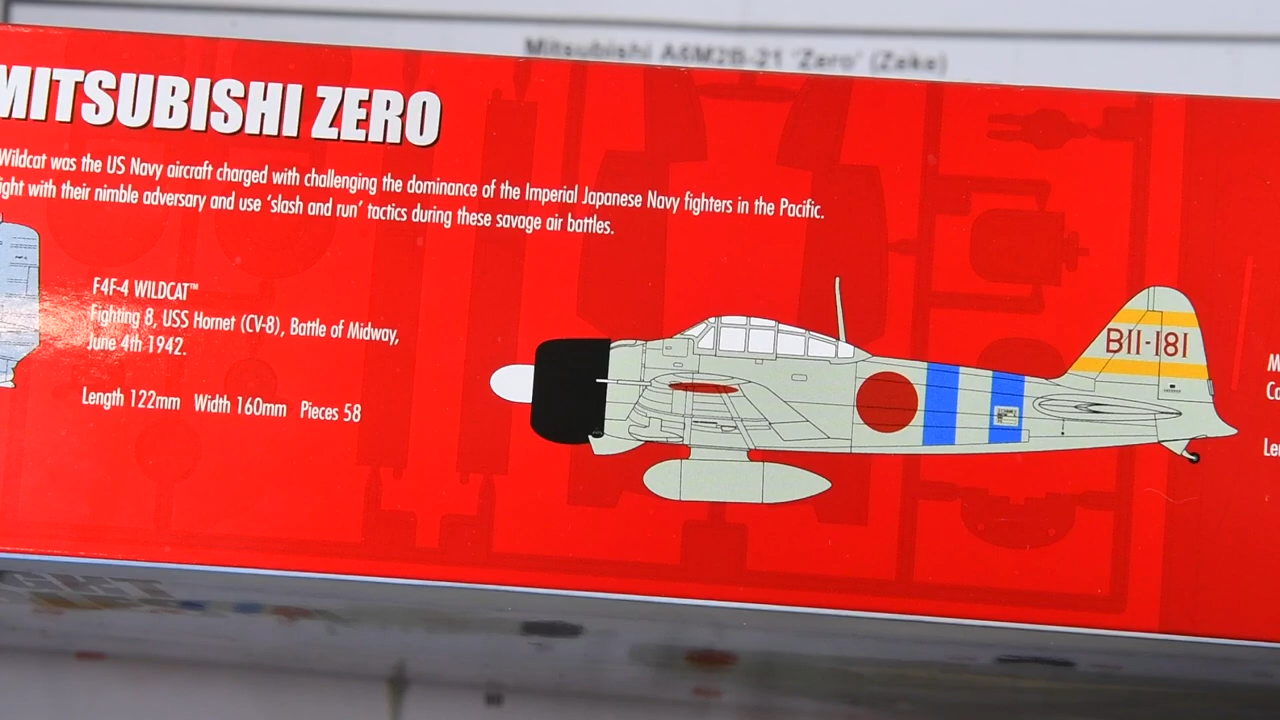 Mitsubishi A6M2B-21 'Zero' (Zeke)
MITSUBISHI ZERO
Wildcat was the US Navy aircraft charged with challenging the dominance of the Imperial Japanese Navy fighters in the Pacific.
ight with their nimble adversary and use 'slash and run' tactics during these savage air battles.
F4F-4 WILDCAT™
Fighting 8, USS Hornet (CV-8), Battle of Midway,
June 4th 1942.
Length 122mm Width 160mm Pieces 58
BII-181
M
Ca
Le